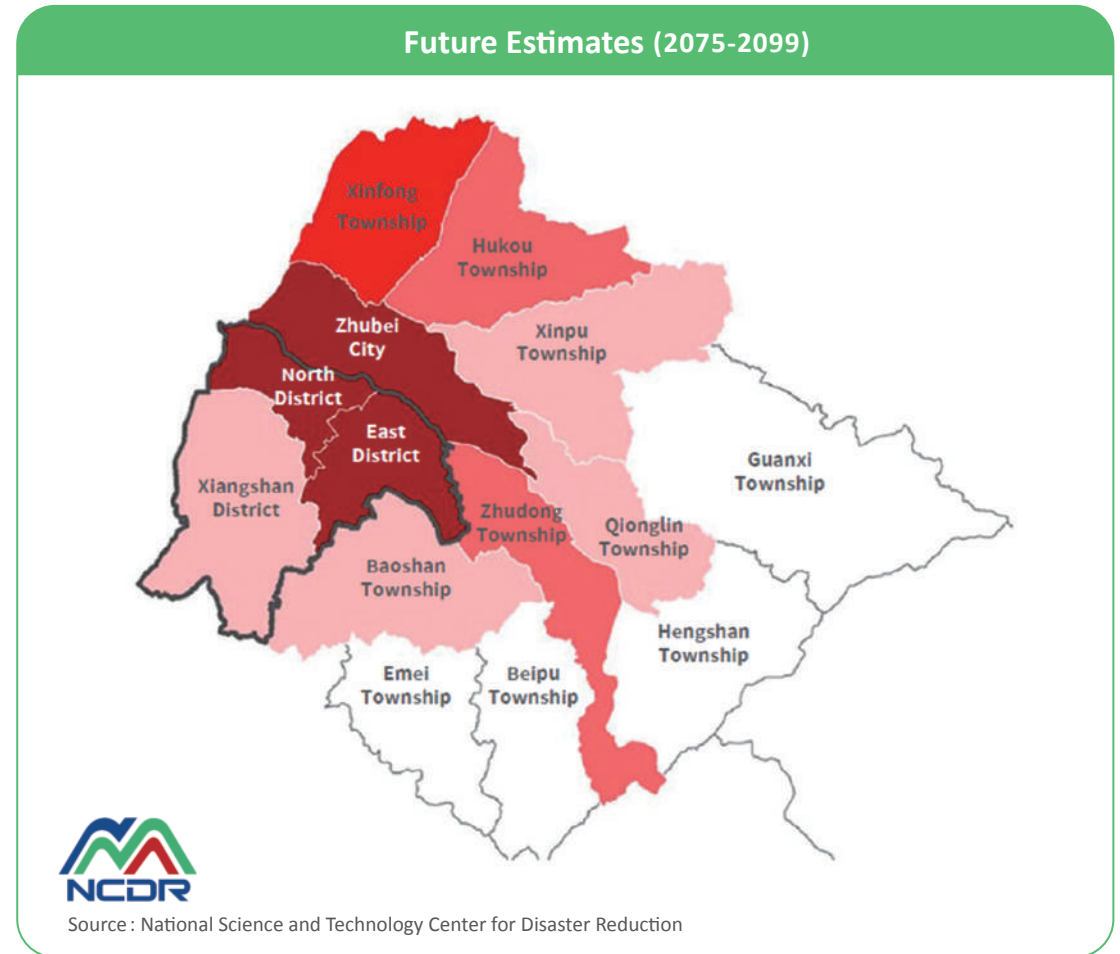 Future Estimates (2075-2099)
Xinfong
Township
Hukou
Township
Zhubei
City
Xinpu
Township
North
District
East
District
Guanxi
Township
Xiangshan
District
Zhudong
Township
Qionglin
Township
Baoshan
Township
Hengshan
Township
Emei
Township
Beipu
Township
NCDR
Source : National Science and Technology Center for Disaster Reduction